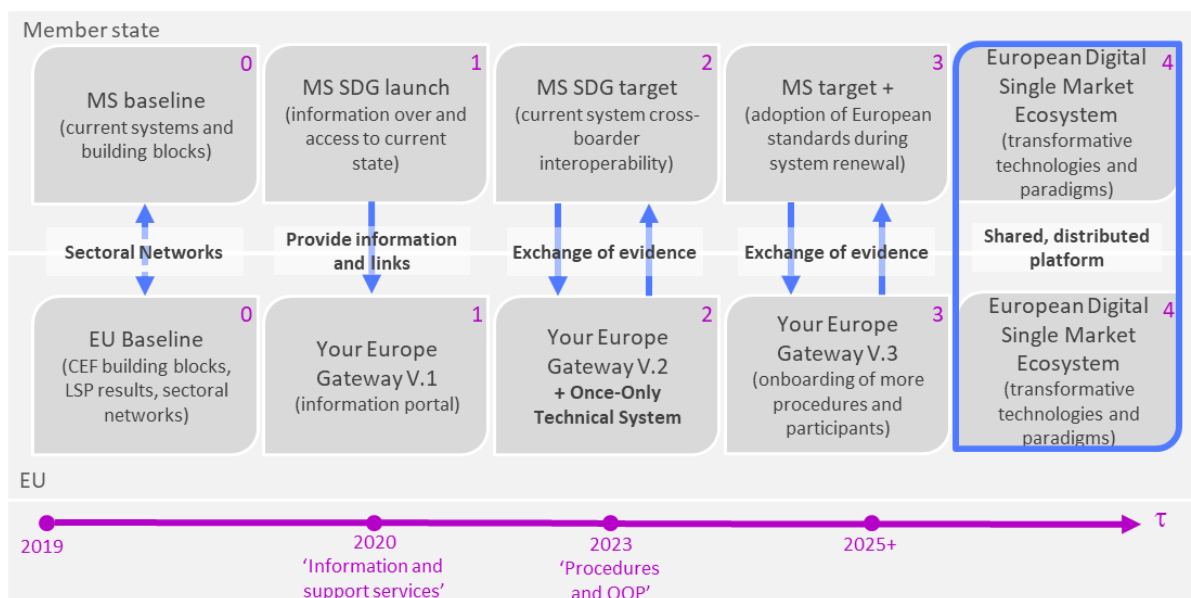 Member state
0
MS baseline
(current systems and
building blocks)
1
MS SDG launch
(information over and
access to current
state)
2
MS SDG target
(current system cross-
boarder
interoperability)
3
MS target +
(adoption of European
standards during
system renewal)
4
European Digital
Single Market
Ecosystem
(transformative
technologies and
paradigms)
Sectoral Networks
Provide information
and links
Exchange of evidence
Exchange of evidence
Shared, distributed
platform
0
EU Baseline
(CEF building blocks,
LSP results, sectoral
networks)
1
Your Europe
Gateway V.1
(information portal)
2
Your Europe
Gateway V.2
+ Once-Only
Technical System
3
Your Europe
Gateway V.3
(onboarding of more
procedures and
participants)
4
European Digital
Single Market
Ecosystem
(transformative
technologies and
paradigms)
EU
τ
2019
2020
'Information and
support services'
2023
'Procedures
and OOP'
2025+